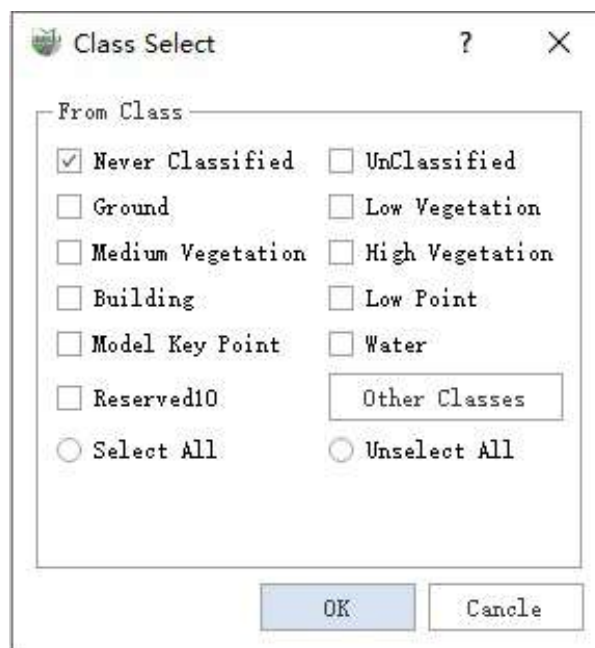 Class Select ?
From Class
Never Classified UnClassified
Ground Low Vegetation
Medium Vegetation High Vegetation
Building Low Point
Model Key Point Water
Reserved10 Other Classes
Select All Unselect All
OK Cancle